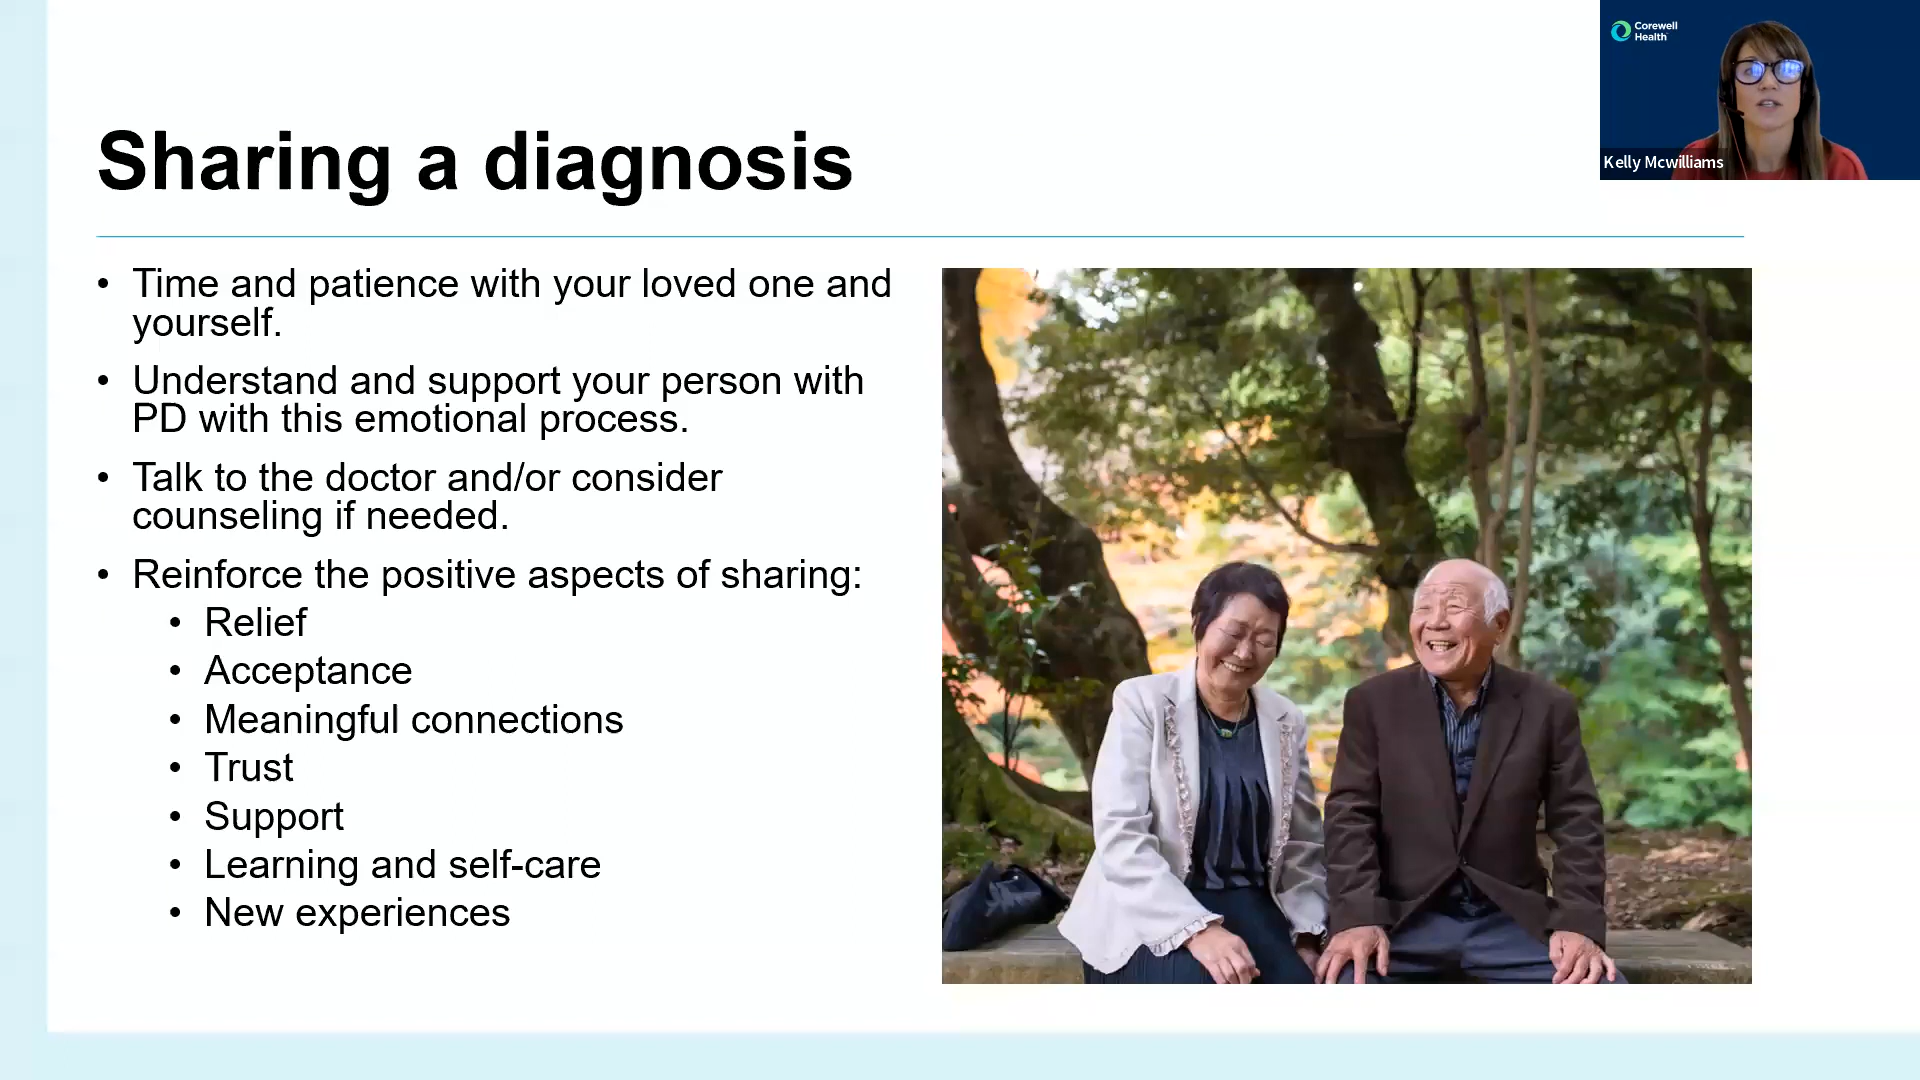 Corewell
Health
Kelly Mcwilliams
Sharing a diagnosis
• Time and patience with your loved one and
yourself.
• Understand and support your person with
PD with this emotional process.
• Talk to the doctor and/or consider
counseling if needed.
• Reinforce the positive aspects of sharing:
• Relief
• Acceptance
• Meaningful connections
• Trust
• Support
• Learning and self-care
• New experiences